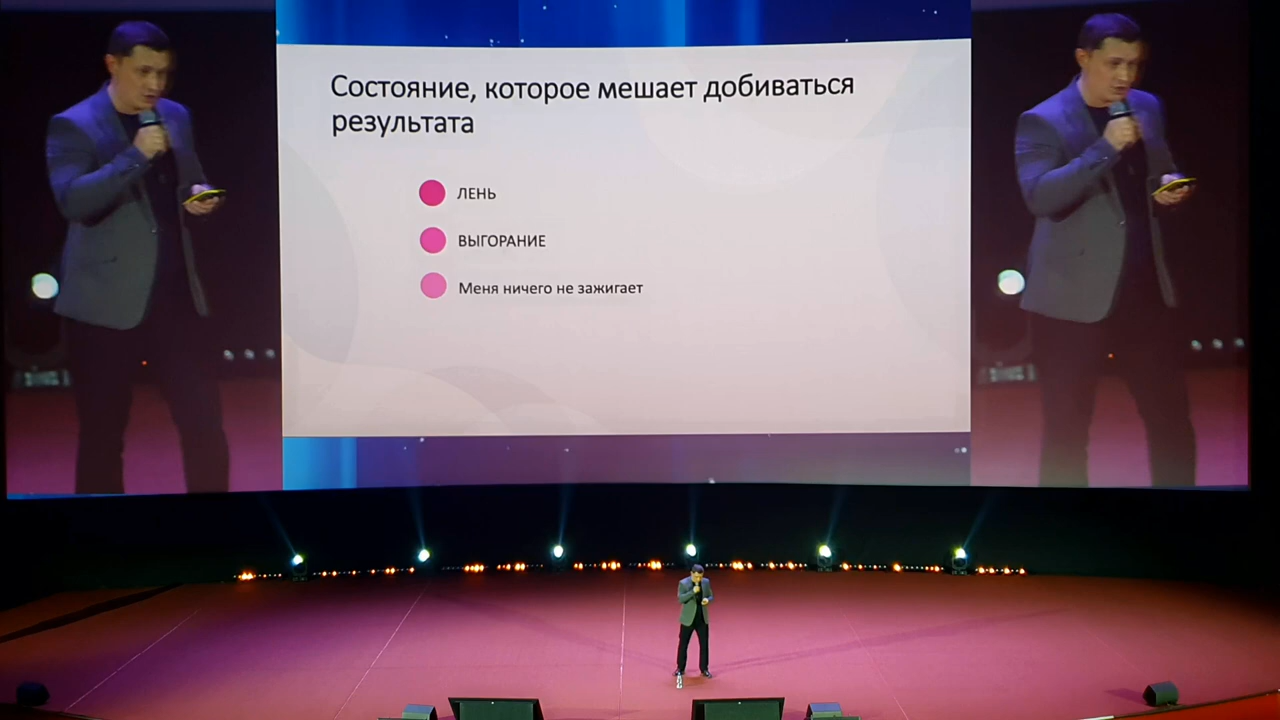 Состояние, которое мешает добиваться
результата
ЛЕНЬ
ВЫГОРАНИЕ
Меня ничего не зажигает